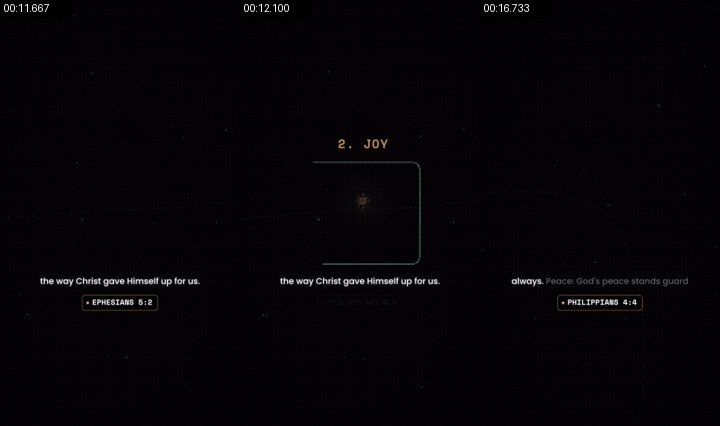 00:11.667
the way Christ gave Himself up for us.
EPHESIANS 5:2
00:12.100
2. JOY
the way Christ gave Himself up for us.
00:16.733
always. Peace: God's peace stands guard
PHILIPPIANS 4:4